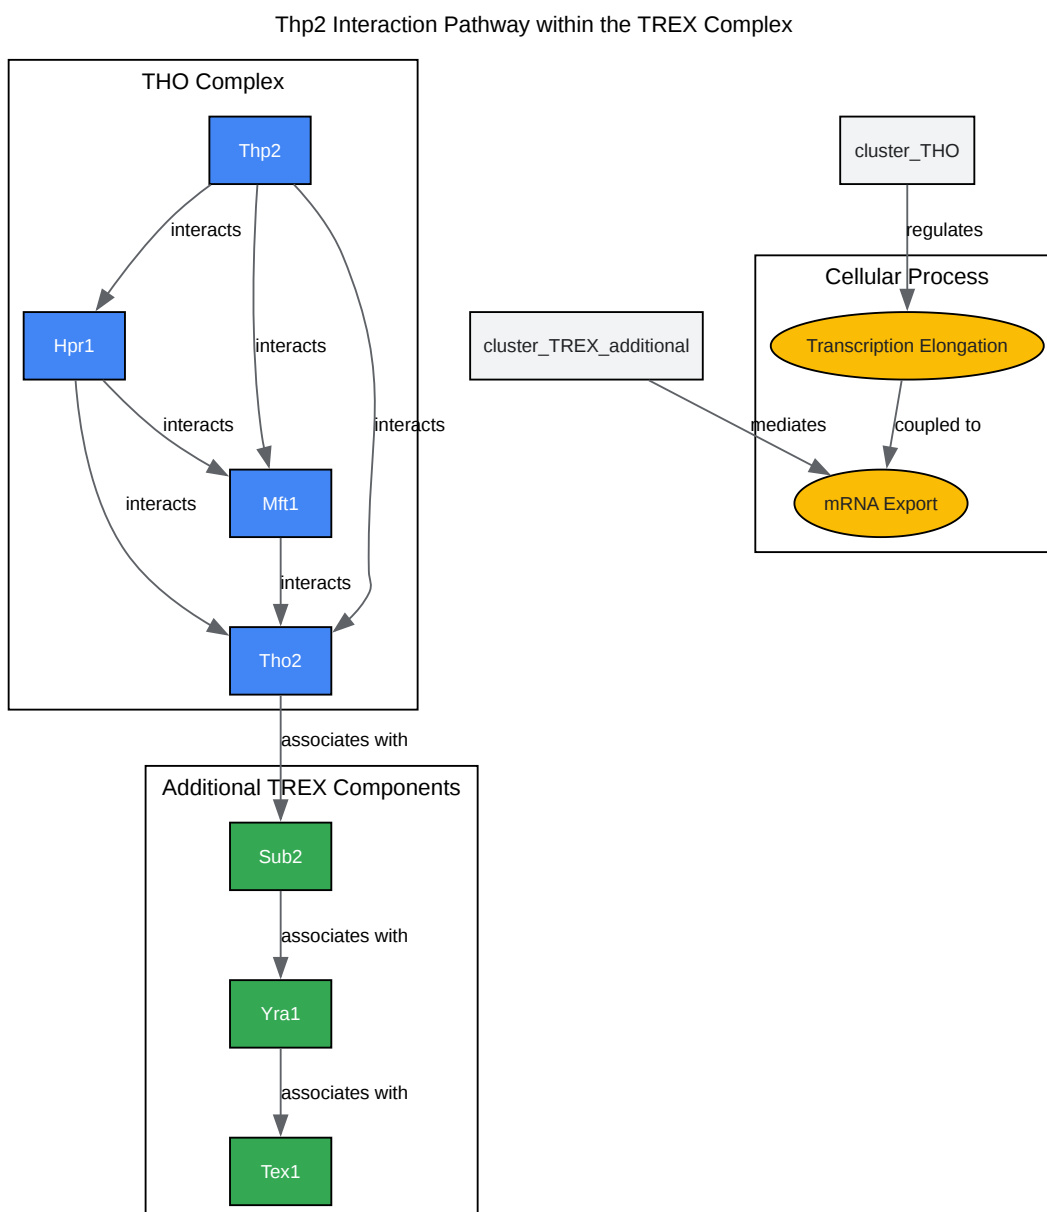 Thp2 Interaction Pathway within the TREX Complex
THO Complex
Thp2
cluster_THO
interacts
regulates
Cellular Process
Hpr1
interacts
cluster_TREX_additional
Transcription Elongation
interacts
interacts
mediates
coupled to
interacts
Mft1
mRNA Export
interacts
Tho2
associates with
Additional TREX Components
Sub2
associates with
Yra1
associates with
Tex1